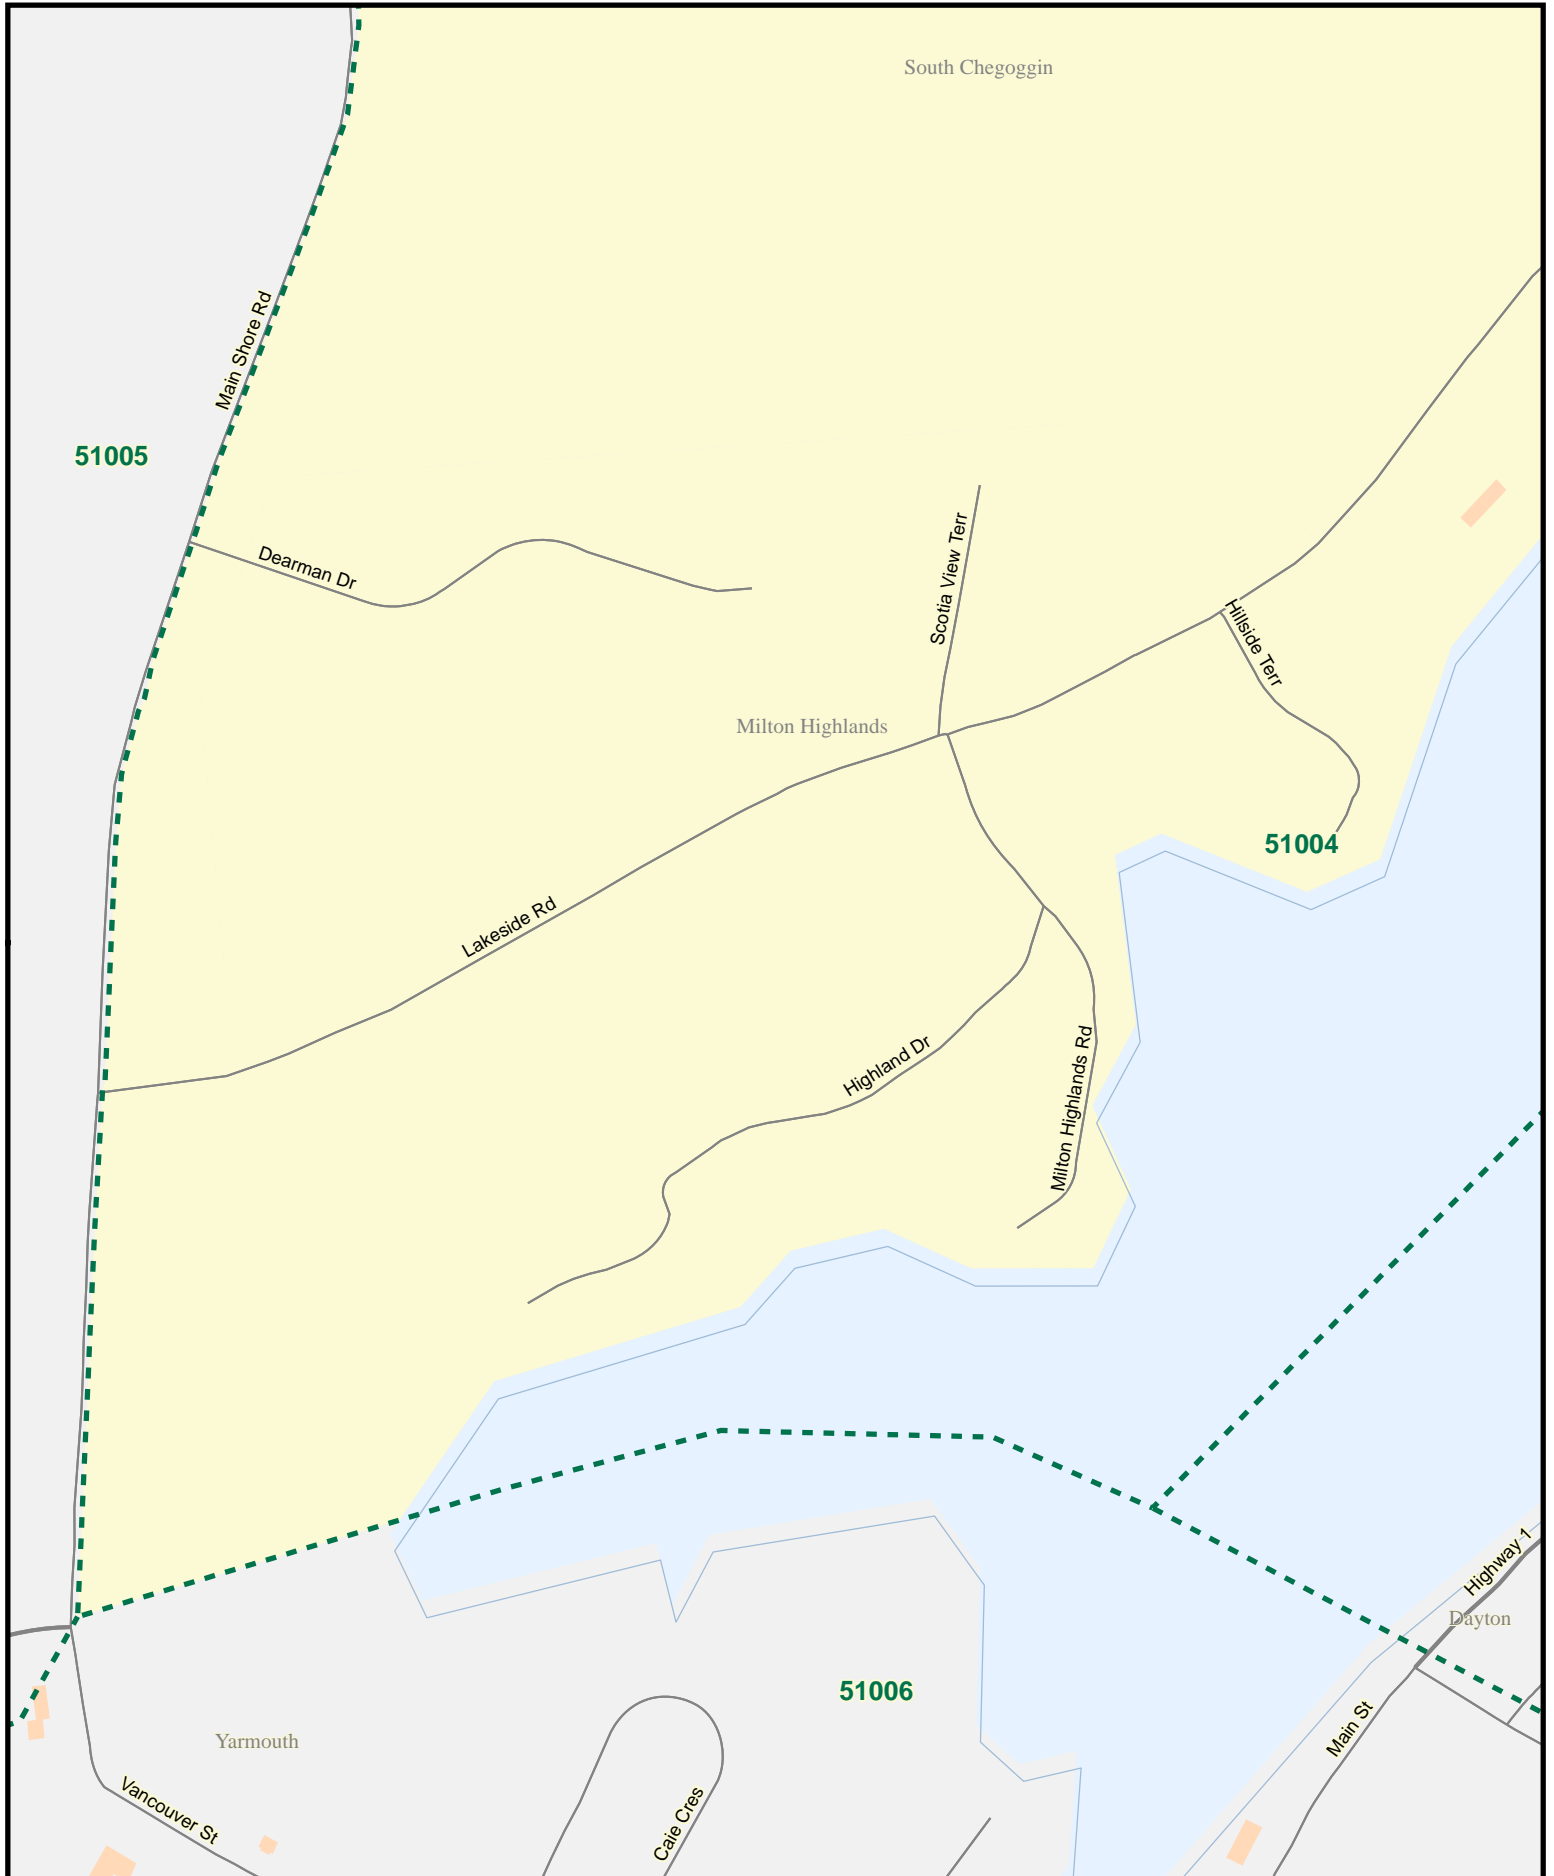 South Chegoggin
Main Shore Rd
51005
Dearman Dr
Scotia View Terr
Hillside Terr
Milton Highlands
51004
Lakeside Rd
Highland Dr
Milton Highlands Rd
Highway 1
Dayton
51006
Main St
Yarmouth
Vancouver St
Caie Cres